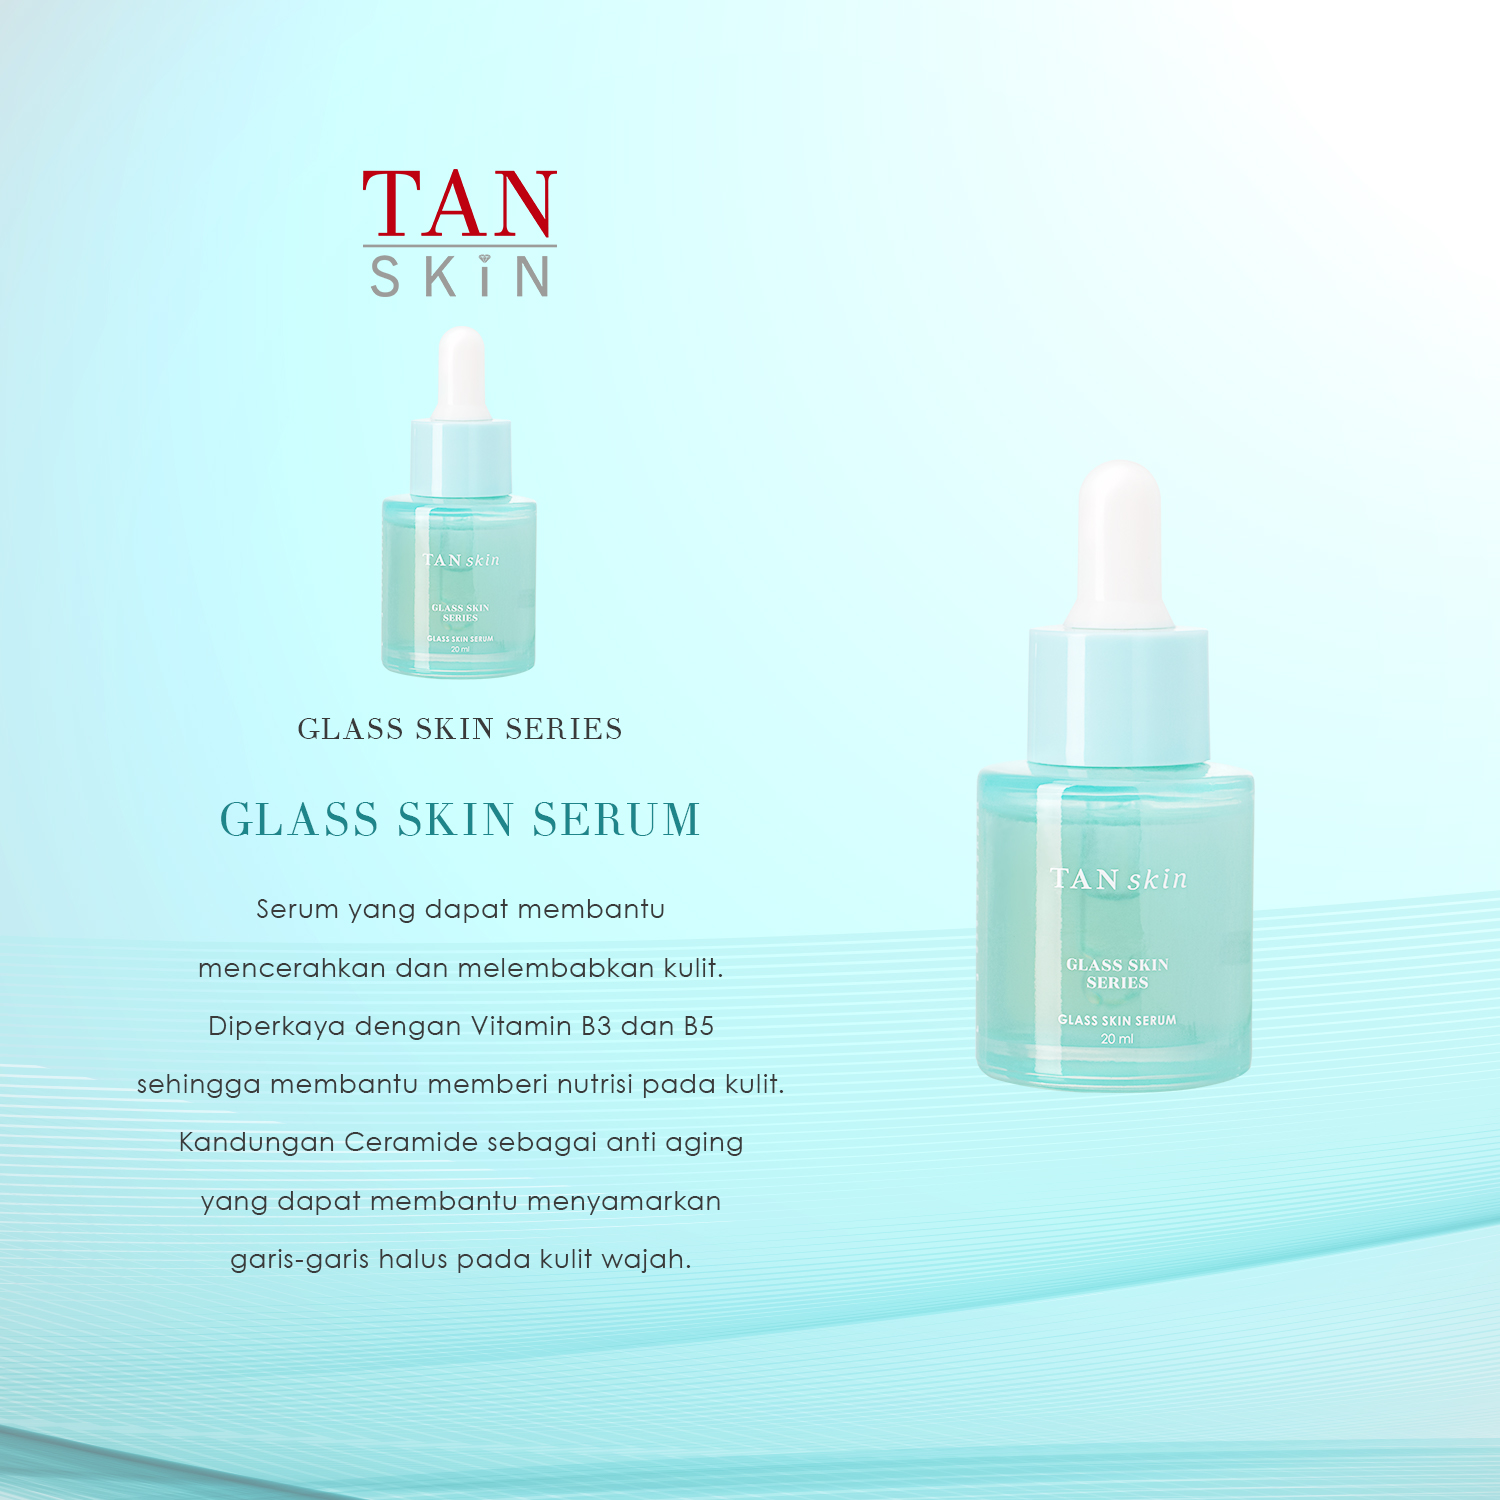 TAN
SKiN
TAN skin
GLASS SKIN
SERIES
GLASS SKIN SERUM
20 ml
GLASS SKIN SERIES
GLASS SKIN SERUM
Serum yang dapat membantu
mencerahkan dan melembabkan kulit.
Diperkaya dengan Vitamin B3 dan B5
sehingga membantu memberi nutrisi pada kulit.
Kandungan Ceramide sebagai anti aging
yang dapat membantu menyamarkan
garis-garis halus pada kulit wajah.
TAN skin
GLASS SKIN
SERIES
GLASS SKIN SERUM
20 ml